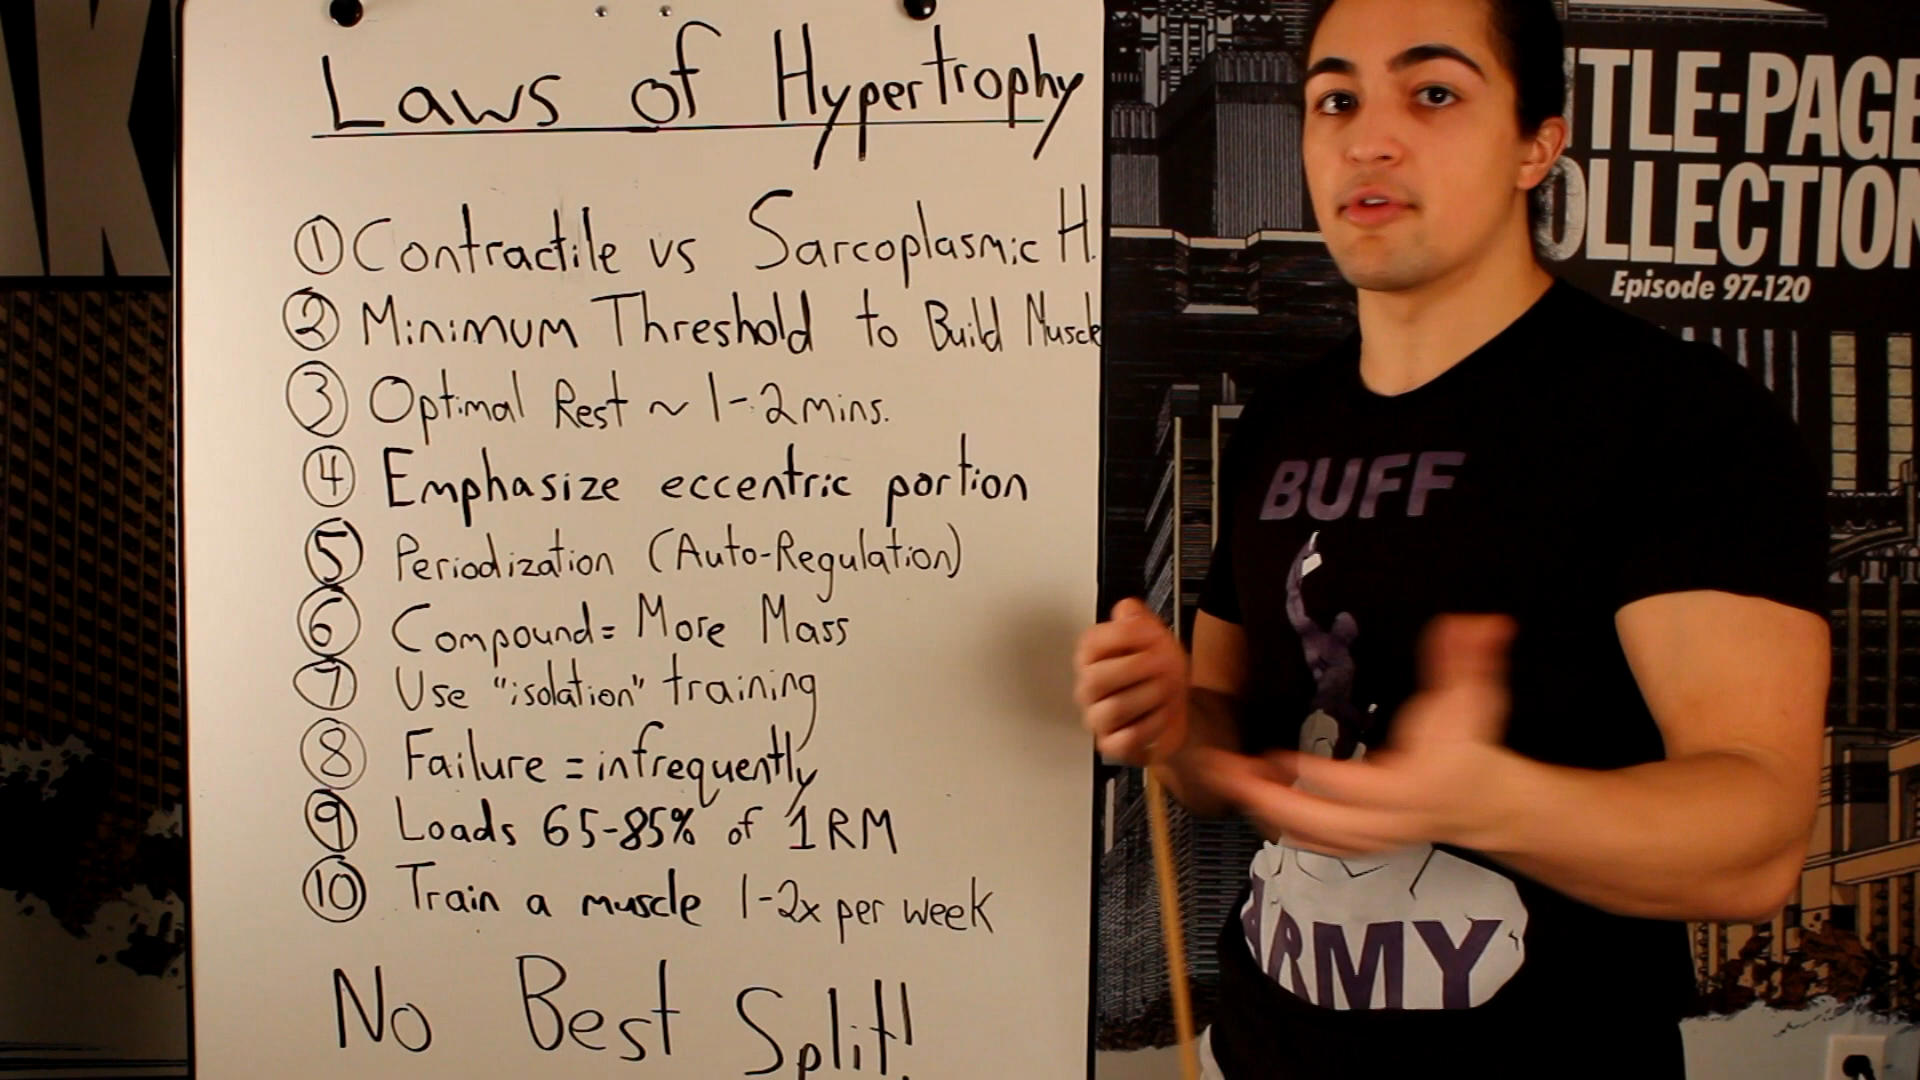 AK
Laws of Hypertrophy
① Contractile vs Sarcoplasmic H.
② Minimum Threshold to Build Muscle
③ Optimal Rest ~ 1-2 mins.
④ Emphasize eccentric portion
⑤ Periodization (Auto-Regulation)
⑥ Compound = More Mass
⑦ Use "isolation" training
⑧ Failure = infrequently
⑨ Loads 65-85% of 1RM
⑩ Train a muscle 1-2x per week
No Best Split!
TLE-PAGE
OLLECTION
Episode 97-120
BUFF
ARMY